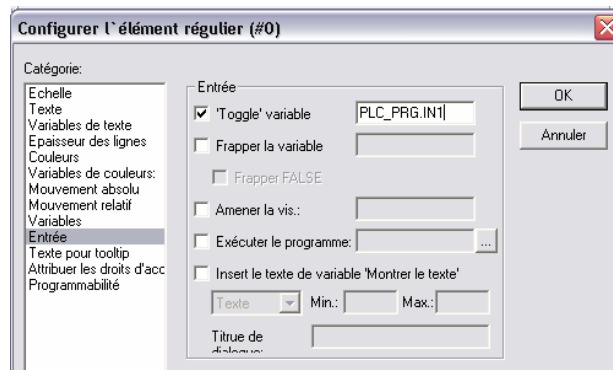 Configurer l`élément régulier (#0)
Catégorie:
Echelle
Texte
Variables de texte
Epaisseur des lignes
Couleurs
Variables de couleurs:
Mouvement absolu
Mouvement relatif
Variables
Entrée
Texte pour tooltip
Attribuer les droits d'acc
Programmabilité
Entrée
'Toggle' variable PLC_PRG.IN1
Frapper la variable
Frapper FALSE
Amener la vis.:
Exécuter le programme: ...
Insert le texte de variable 'Montrer le texte'
Texte Min.: Max.:
Titrue de
dialogue:
OK
Annuler